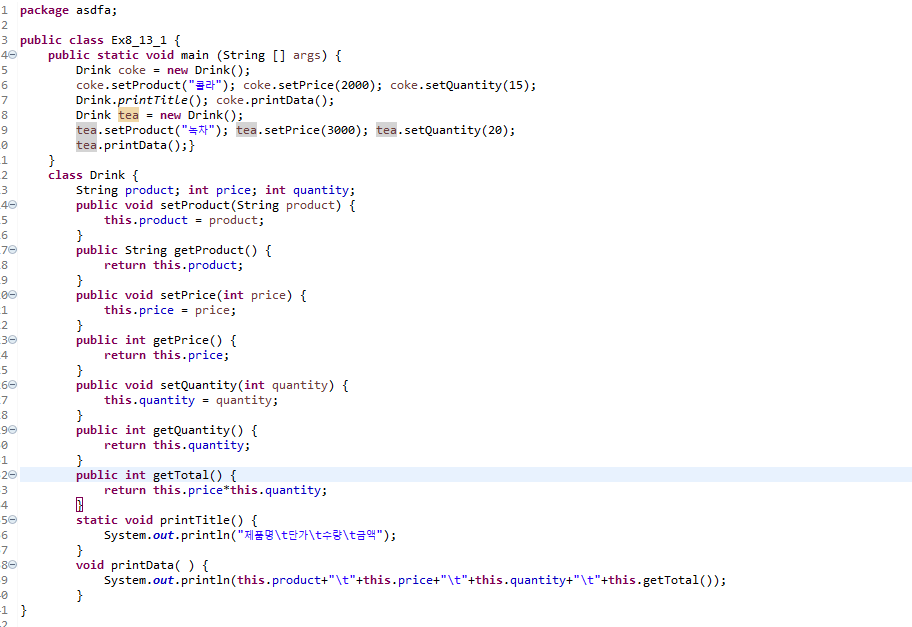 1 package asdfa;
2
3 public class Ex8_13_1 {
4 public static void main (String [] args) {
5 Drink coke = new Drink();
6 coke.setProduct("콜라"); coke.setPrice(2000); coke.setQuantity(15);
7 Drink.printTitle(); coke.printData();
8 Drink tea = new Drink();
9 tea.setProduct("녹차"); tea.setPrice(3000); tea.setQuantity(20);
0 tea.printData();}
1 }
2 class Drink {
3 String product; int price; int quantity;
4 public void setProduct(String product) {
5 this.product = product;
6 }
7 public String getProduct() {
8 return this.product;
9 }
0 public void setPrice(int price) {
1 this.price = price;
2 }
3 public int getPrice() {
4 return this.price;
5 }
6 public void setQuantity(int quantity) {
7 this.quantity = quantity;
8 }
9 public int getQuantity() {
0 return this.quantity;
1 }
2 public int getTotal() {
3 return this.price*this.quantity;
4 }
5 static void printTitle() {
6 System.out.println("제품명\t단가\t수량\t금액");
7 }
8 void printData( ) {
9 System.out.println(this.product+"\t"+this.price+"\t"+this.quantity+"\t"+this.getTotal());
0 }
1 }
2